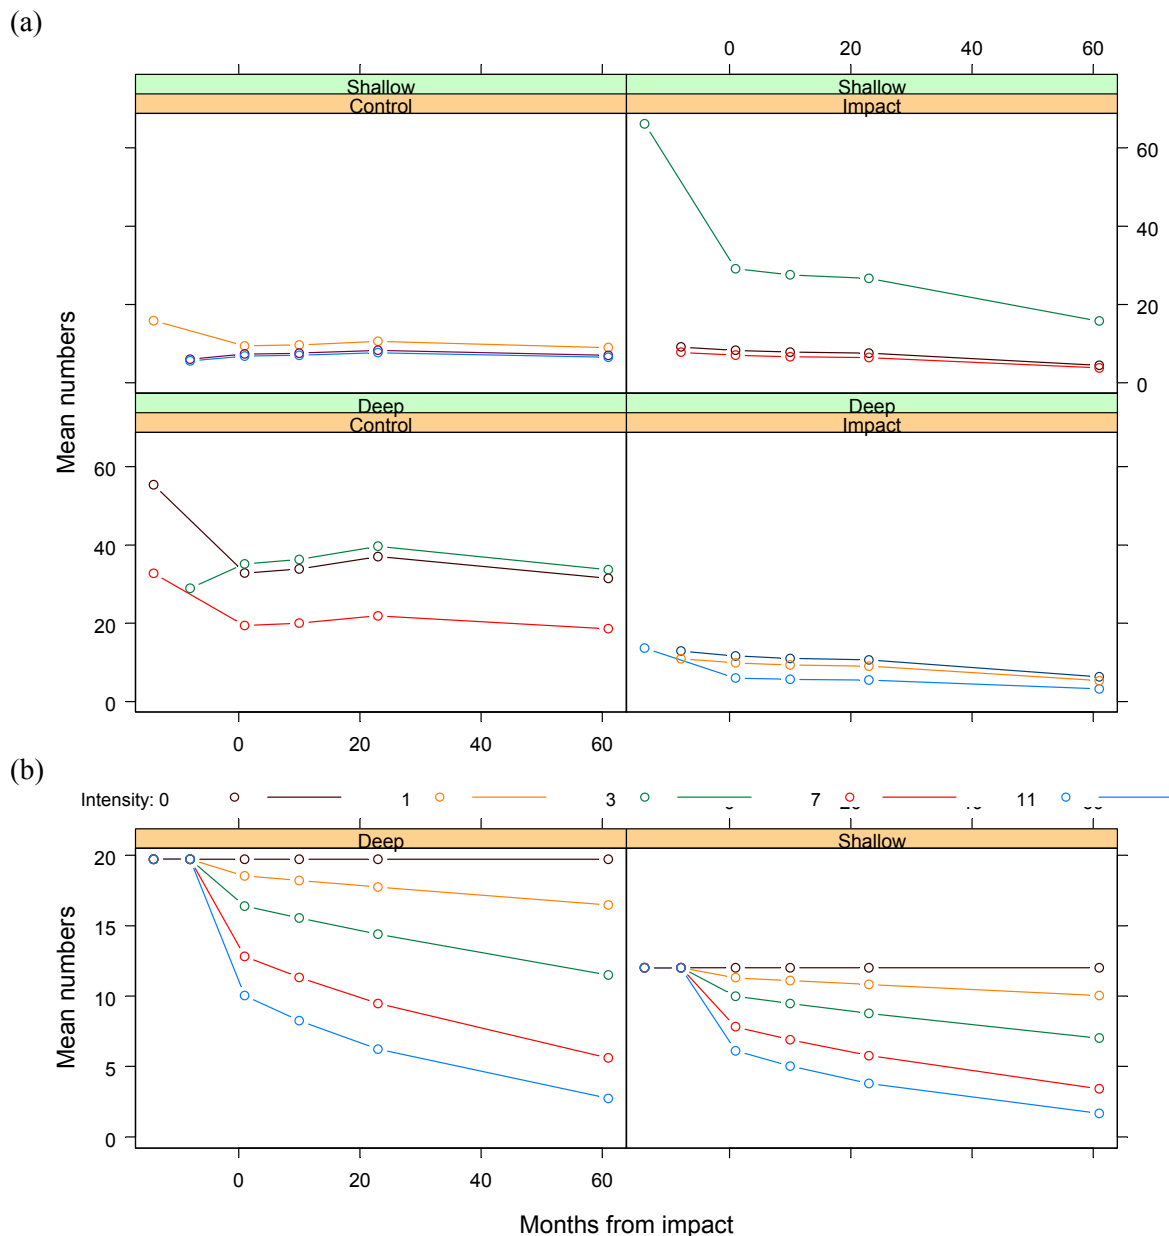 (a)
0 20 40 60
Shallow Shallow
Control Impact
60
40
20
0
Deep Deep
Control Impact
Mean numbers
60
40
20
0
0 20 40 60
(b)
Intensity: 0 1 3 7 11
Deep Shallow
20
15
10
5
0
Mean numbers
0 20 40 60
Months from impact